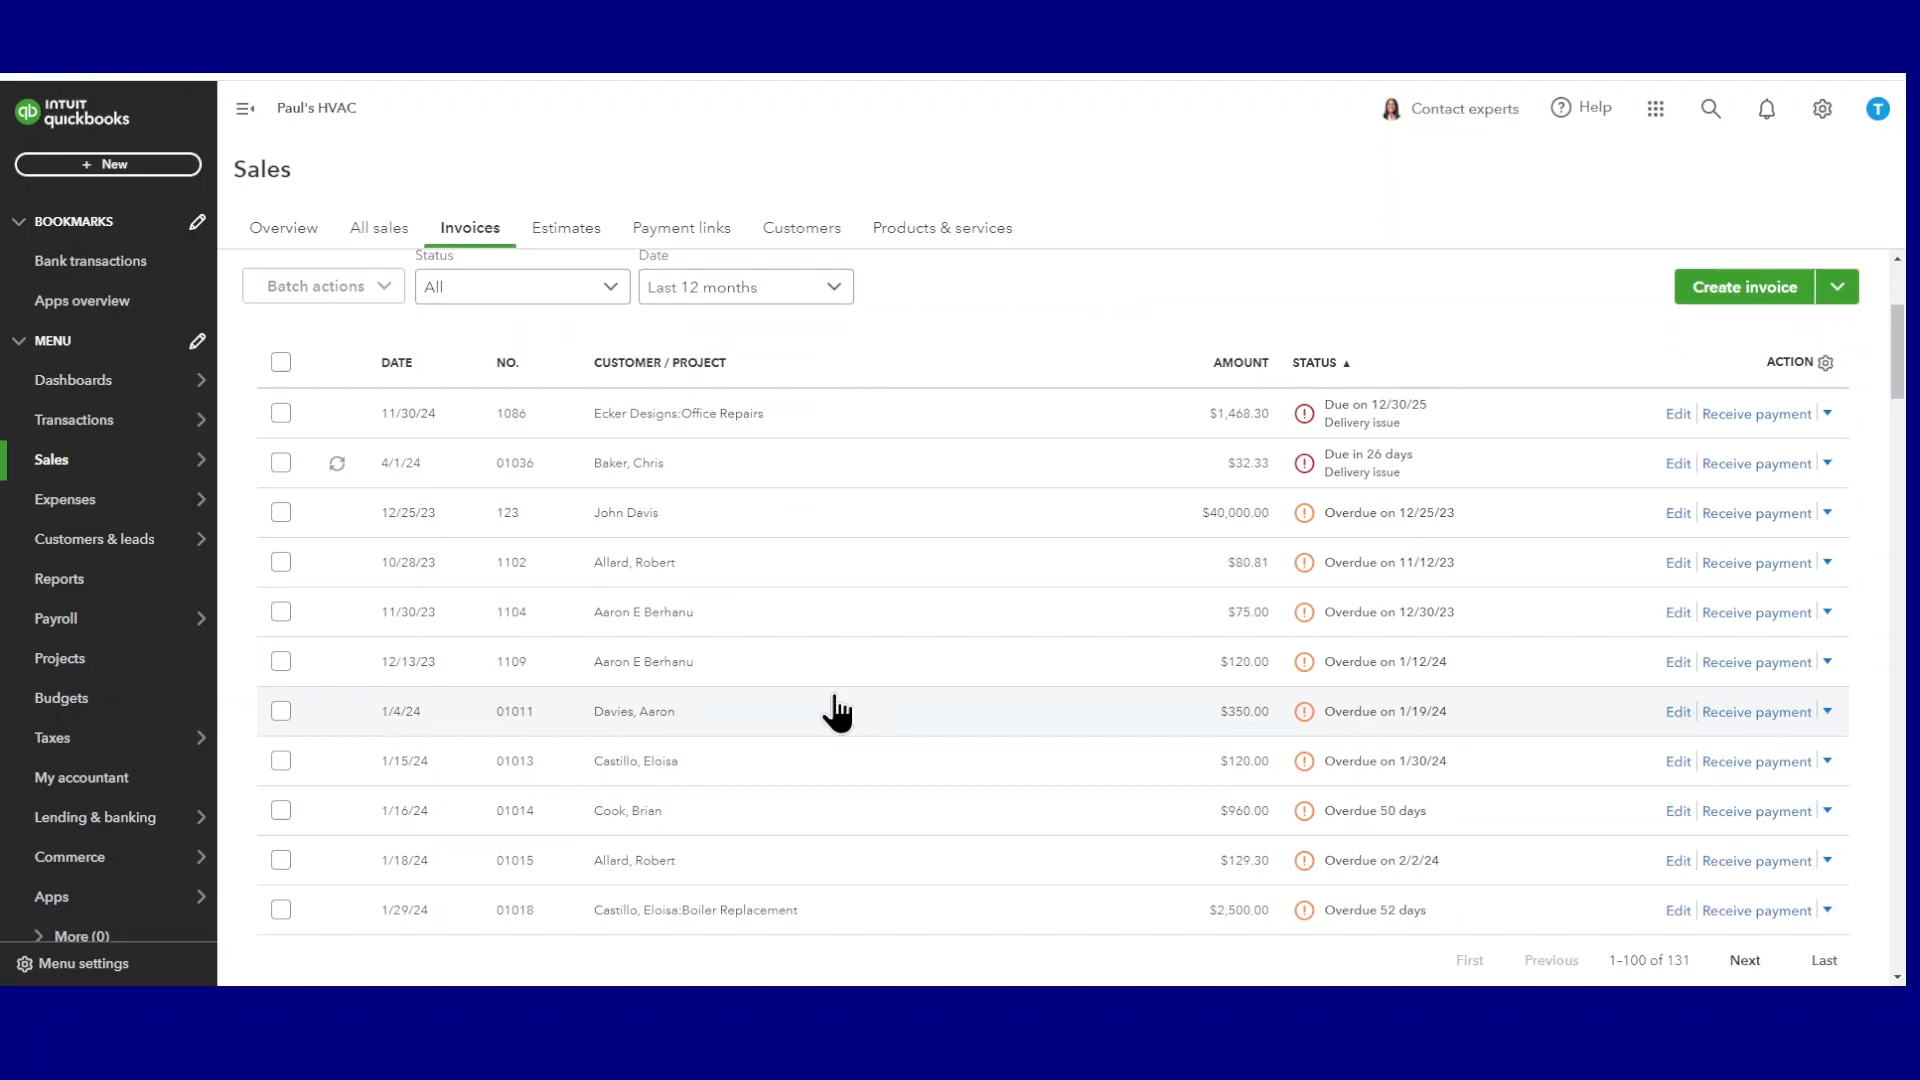 INTUIT
qb quickbooks
+ New
BOOKMARKS
Bank transactions
Apps overview
MENU
Dashboards
Transactions
Sales
Expenses
Customers & leads
Reports
Payroll
Projects
Budgets
Taxes
My accountant
Lending & banking
Commerce
Apps
More (0)
Menu settings
Paul's HVAC
Contact experts
? Help
T
Sales
Overview All sales Invoices Estimates Payment links Customers Products & services
Status Date
Batch actions All Last 12 months Create invoice
DATE NO. CUSTOMER / PROJECT AMOUNT STATUS ▲ ACTION
11/30/24 1086 Ecker Designs:Office Repairs $1,468.30 ! Due on 12/30/25 Edit Receive payment
Delivery issue
4/1/24 01036 Baker, Chris $32.33 ! Due in 26 days Edit Receive payment
Delivery issue
12/25/23 123 John Davis $40,000.00 ! Overdue on 12/25/23 Edit Receive payment
10/28/23 1102 Allard, Robert $80.81 ! Overdue on 11/12/23 Edit Receive payment
11/30/23 1104 Aaron E Berhanu $75.00 ! Overdue on 12/30/23 Edit Receive payment
12/13/23 1109 Aaron E Berhanu $120.00 ! Overdue on 1/12/24 Edit Receive payment
1/4/24 01011 Davies, Aaron $350.00 ! Overdue on 1/19/24 Edit Receive payment
1/15/24 01013 Castillo, Eloisa $120.00 ! Overdue on 1/30/24 Edit Receive payment
1/16/24 01014 Cook, Brian $960.00 ! Overdue 50 days Edit Receive payment
1/18/24 01015 Allard, Robert $129.30 ! Overdue on 2/2/24 Edit Receive payment
1/29/24 01018 Castillo, Eloisa:Boiler Replacement $2,500.00 ! Overdue 52 days Edit Receive payment
First Previous 1-100 of 131 Next Last